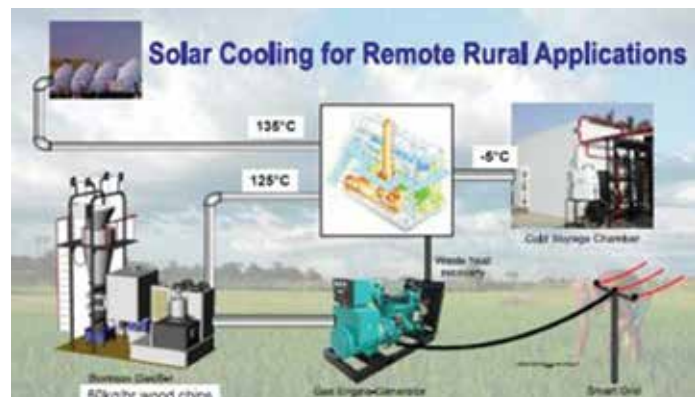 Solar Cooling for Remote Rural Applications
135°C
125°C
-5°C
Cold Storage Chamber
Waste heat
recovery
Biomass Gasifier
60kg/hr wood chips
Gas Engine-Generator
Smart Grid